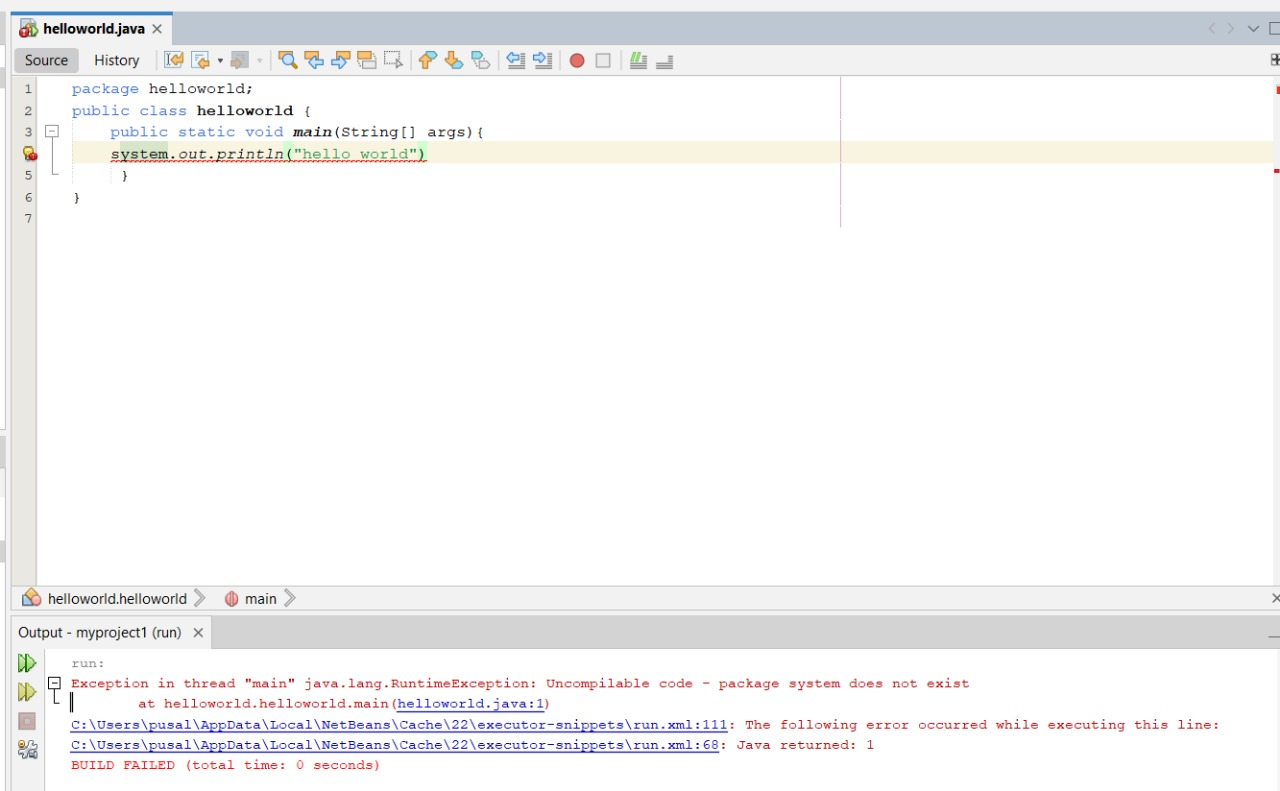 helloworld.java
Source History
1 package helloworld;
2 public class helloworld {
3 public static void main(String[] args){
system.out.println("hello world")
5 }
6 }
7
helloworld.helloworld main
Output - myproject1 (run)
run:
Exception in thread "main" java.lang.RuntimeException: Uncompilable code - package system does not exist
at helloworld.helloworld.main(helloworld.java:1)
C:\Users\pusal\AppData\Local\NetBeans\Cache\22\executor-snippets\run.xml:111: The following error occurred while executing this line:
C:\Users\pusal\AppData\Local\NetBeans\Cache\22\executor-snippets\run.xml:68: Java returned: 1
BUILD FAILED (total time: 0 seconds)